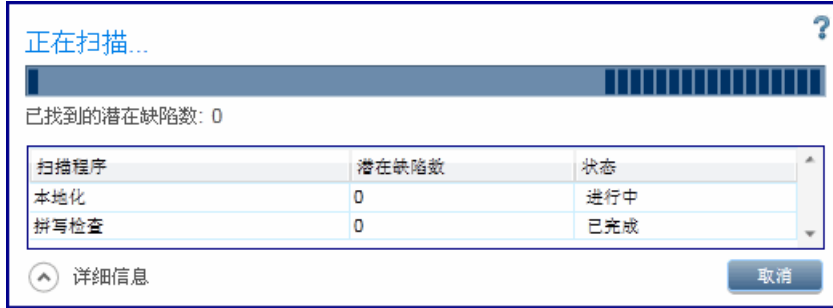 正在扫描...
?
已找到的潜在缺陷数: 0
扫描程序 潜在缺陷数 状态
本地化 0 进行中
拼写检查 0 已完成
详细信息 取消